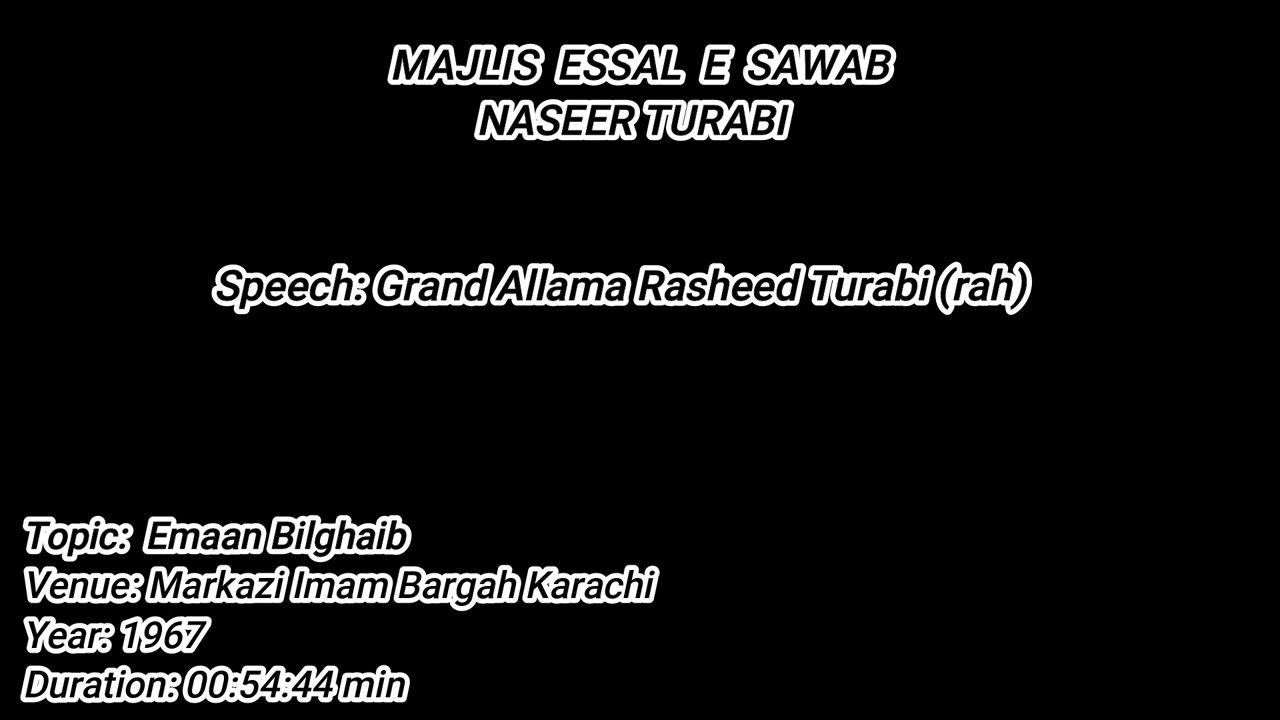 MAJLIS ESSAL E SAWAB
NASEER TURABI
Speech: Grand Allama Rasheed Turabi (rah)
Topic: Emaan Bilghaib
Venue: Markazi Imam Bargah Karachi
Year: 1967
Duration: 00:54:44 min